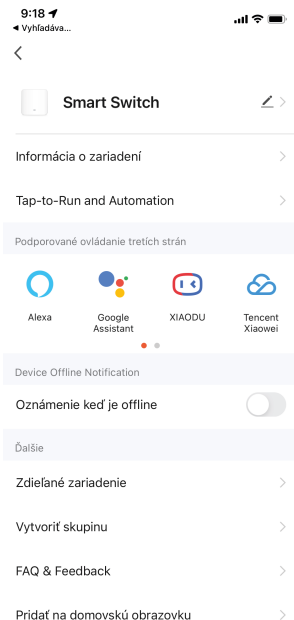 9:18
◀ Vyhľadáva...
Smart Switch
Informácia o zariadení
Tap-to-Run and Automation
Podporované ovládanie tretích strán
Alexa
Google
Assistant
XIAODU
Tencent
Xiaowei
Device Offline Notification
Oznámenie keď je offline
Ďalšie
Zdieľané zariadenie
Vytvoriť skupinu
FAQ & Feedback
Pridať na domovskú obrazovku